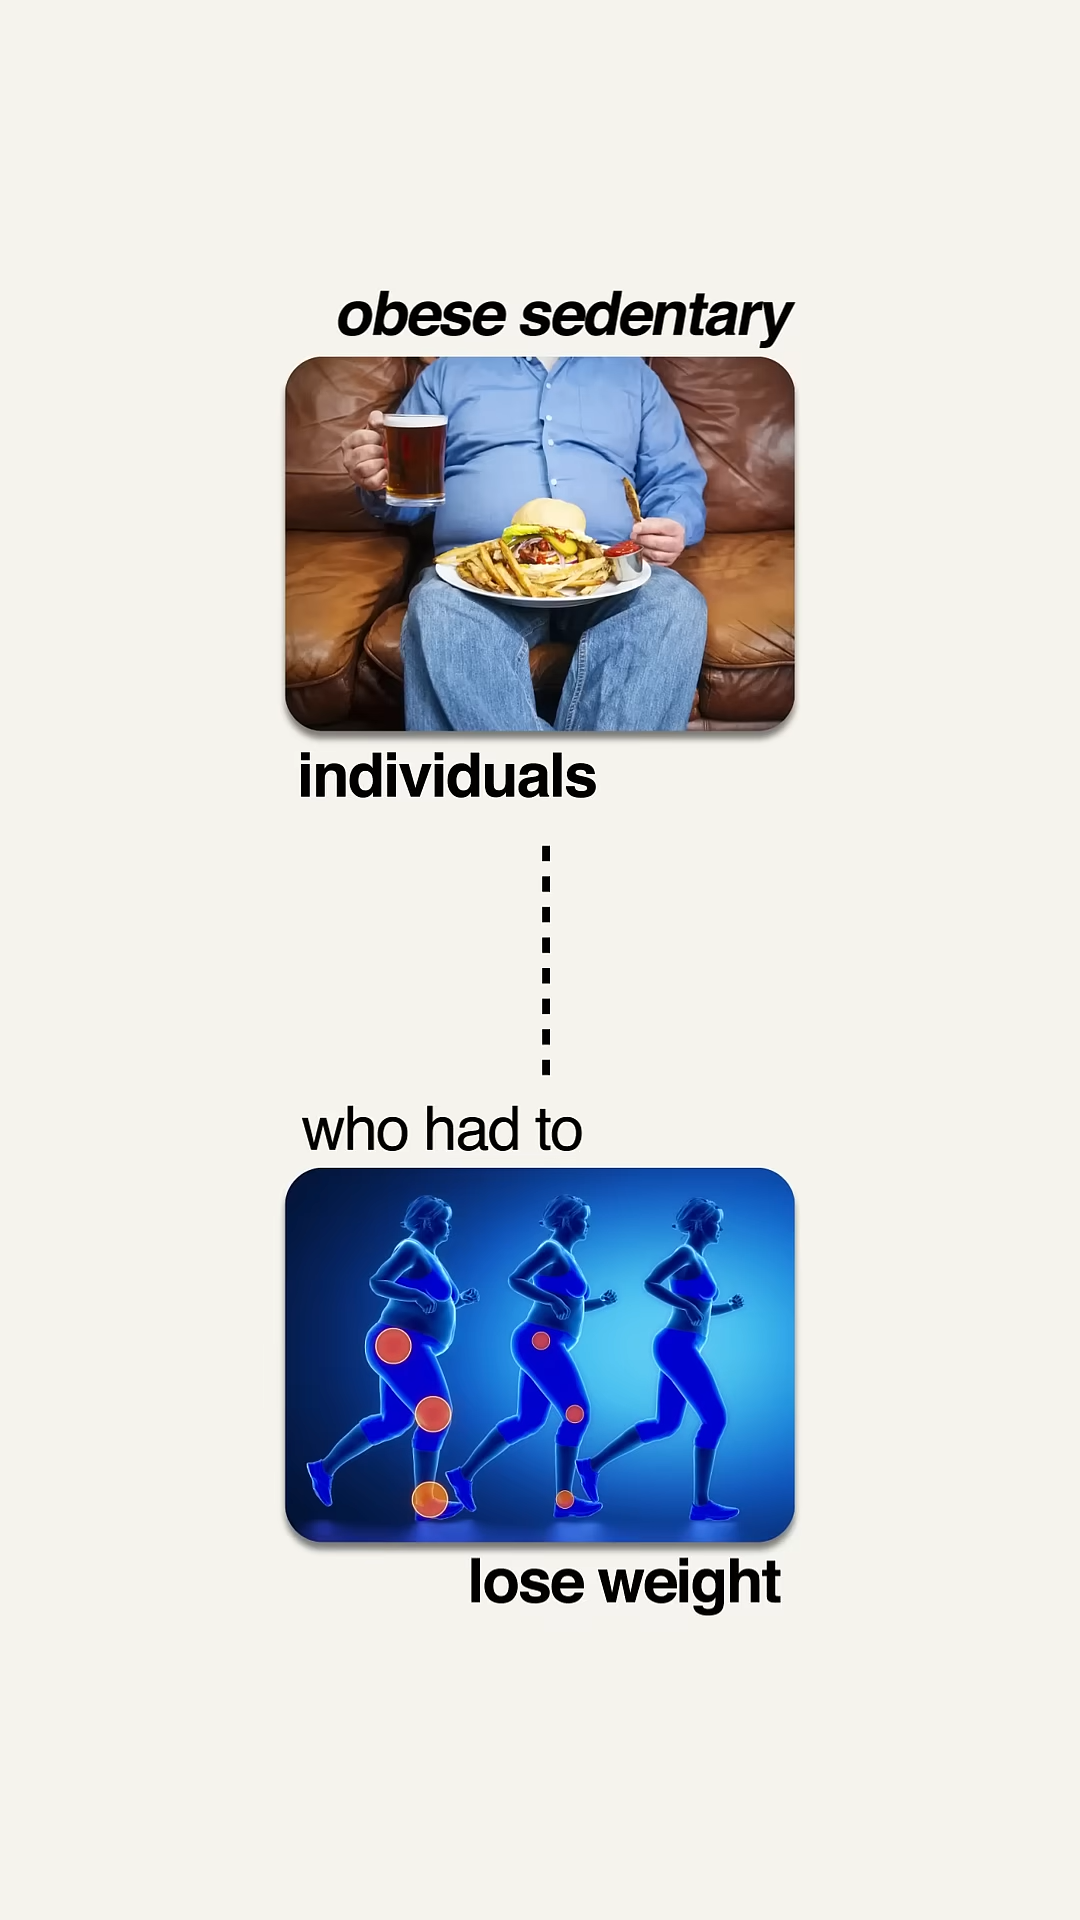 obese sedentary
individuals
who had to
lose weight